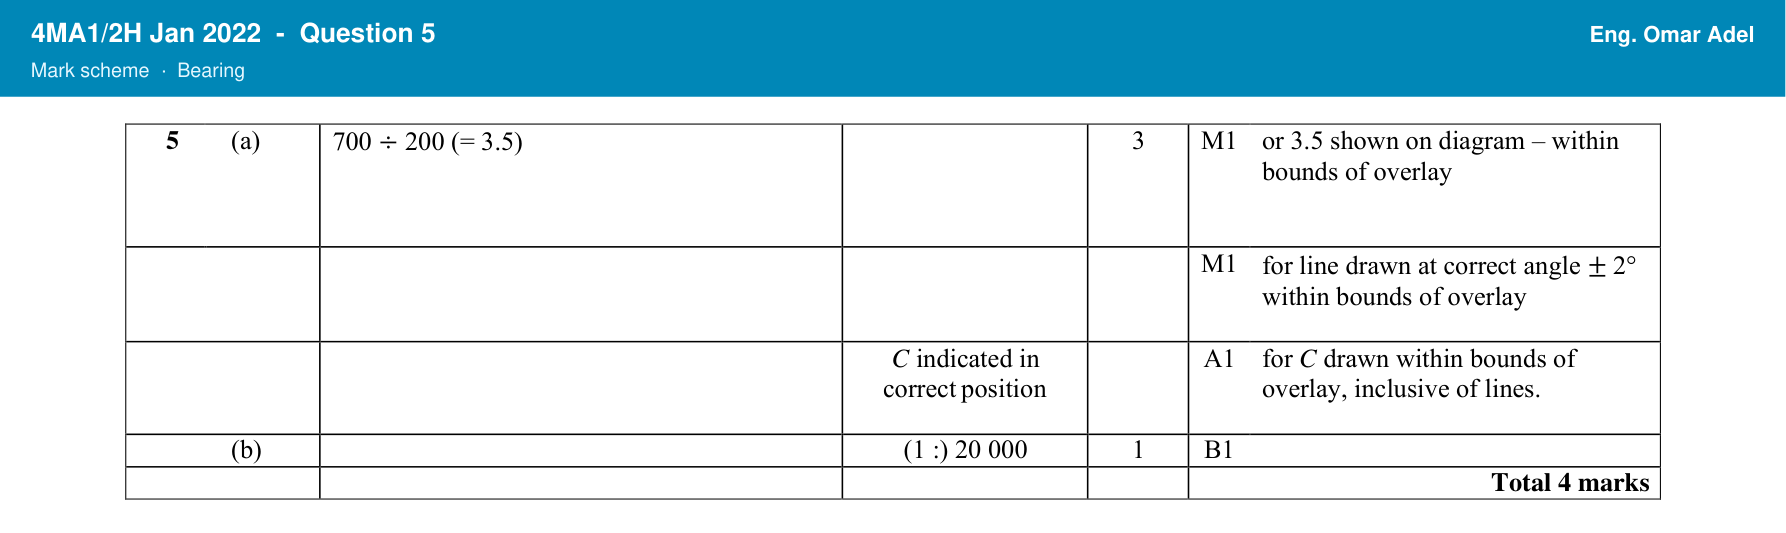 4MA1/2H Jan 2022 - Question 5
Eng. Omar Adel
Mark scheme · Bearing
5 (a) 700 ÷ 200 (= 3.5) 3 M1 or 3.5 shown on diagram – within
bounds of overlay
M1 for line drawn at correct angle ± 2°
within bounds of overlay
C indicated in A1 for C drawn within bounds of
correct position overlay, inclusive of lines.
(b) (1 :) 20 000 1 B1
Total 4 marks